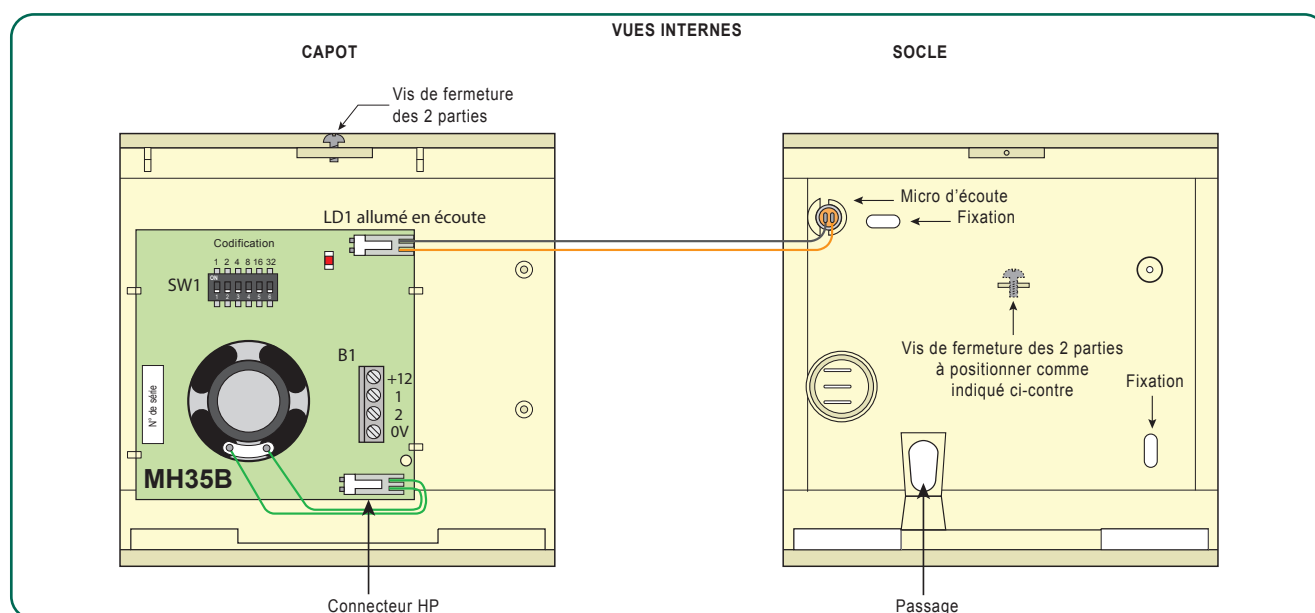 VUES INTERNES
CAPOT
SOCLE
Vis de fermeture
des 2 parties
LD1 allumé en écoute
Codification
1 2 4 8 16 32
SW1
ON
1 2 3 4 5 6
B1
+12
1
2
0V
N° de série
MH35B
Connecteur HP
Micro d'écoute
Fixation
Vis de fermeture des 2 parties
à positionner comme
indiqué ci-contre
Fixation
Passage